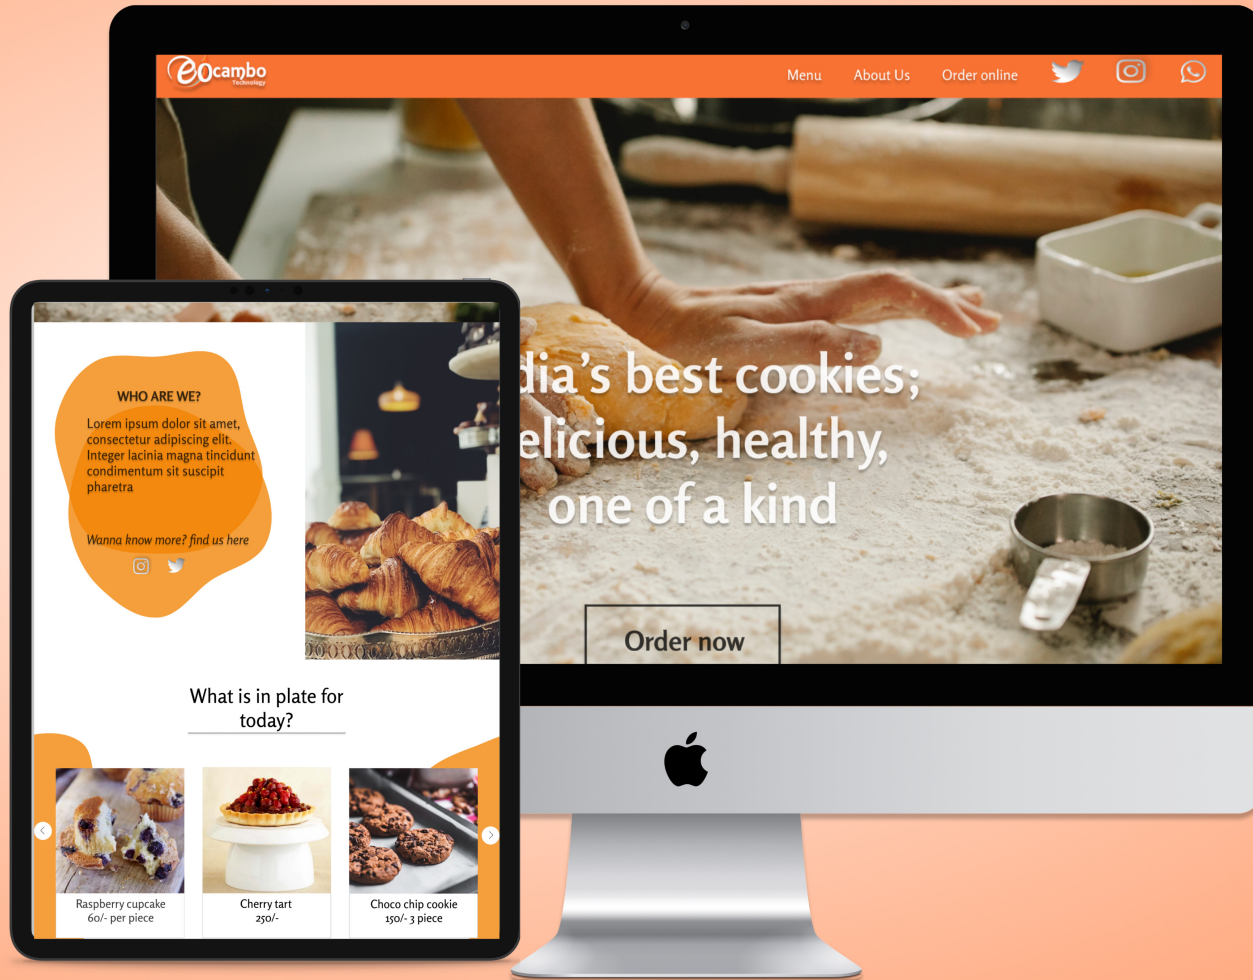 eOcambo
Technology
Menu About Us Order online
dia's best cookies;
elicious, healthy,
one of a kind
Order now
WHO ARE WE?
Lorem ipsum dolor sit amet,
consectetur adipiscing elit.
Integer lacinia magna tincidunt
condimentum sit suscipit
pharetra
Wanna know more? find us here
What is in plate for
today?
Raspberry cupcake
60/- per piece
Cherry tart
250/-
Choco chip cookie
150/- 3 piece